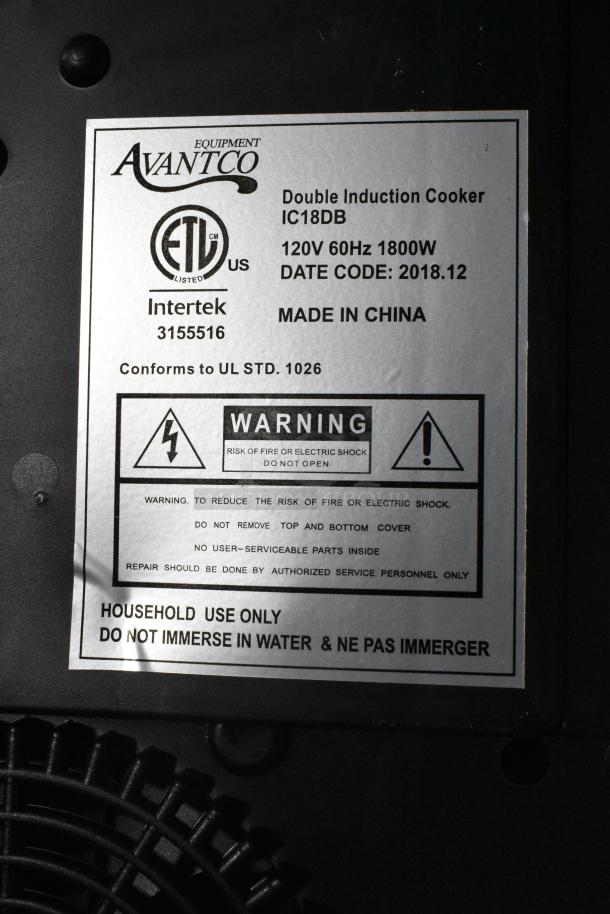 EQUIPMENT
AVANTCO
Double Induction Cooker
IC18DB
120V 60Hz 1800W
DATE CODE: 2018.12
MADE IN CHINA
ETL CM
LISTED
US
Intertek
3155516
Conforms to UL STD. 1026
WARNING
RISK OF FIRE OR ELECTRIC SHOCK
DO NOT OPEN
WARNING. TO REDUCE THE RISK OF FIRE OR ELECTRIC SHOCK,
DO NOT REMOVE TOP AND BOTTOM COVER
NO USER-SERVICEABLE PARTS INSIDE
REPAIR SHOULD BE DONE BY AUTHORIZED SERVICE PERSONNEL ONLY
HOUSEHOLD USE ONLY
DO NOT IMMERSE IN WATER & NE PAS IMMERGER